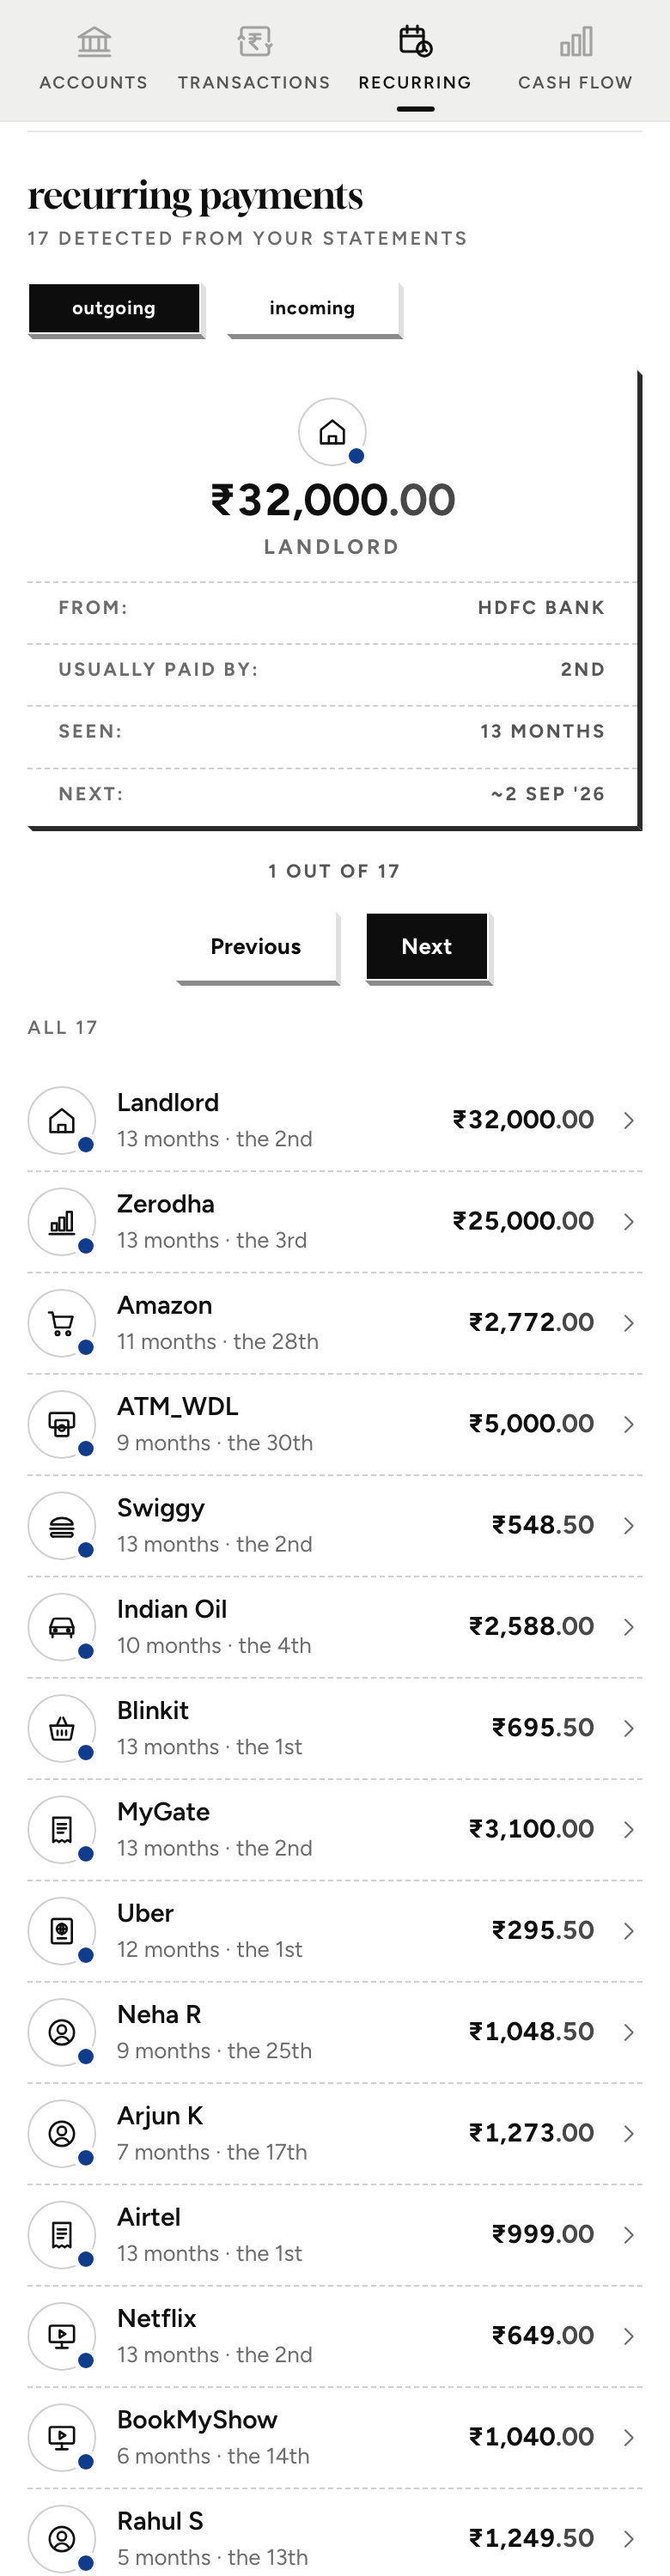 ACCOUNTS TRANSACTIONS RECURRING CASH FLOW
recurring payments
17 DETECTED FROM YOUR STATEMENTS
outgoing incoming
₹32,000.00
LANDLORD
FROM: HDFC BANK
USUALLY PAID BY: 2ND
SEEN: 13 MONTHS
NEXT: ~2 SEP '26
1 OUT OF 17
Previous Next
ALL 17
Landlord ₹32,000.00
13 months · the 2nd
Zerodha ₹25,000.00
13 months · the 3rd
Amazon ₹2,772.00
11 months · the 28th
ATM_WDL ₹5,000.00
9 months · the 30th
Swiggy ₹548.50
13 months · the 2nd
Indian Oil ₹2,588.00
10 months · the 4th
Blinkit ₹695.50
13 months · the 1st
MyGate ₹3,100.00
13 months · the 2nd
Uber ₹295.50
12 months · the 1st
Neha R ₹1,048.50
9 months · the 25th
Arjun K ₹1,273.00
7 months · the 17th
Airtel ₹999.00
13 months · the 1st
Netflix ₹649.00
13 months · the 2nd
BookMyShow ₹1,040.00
6 months · the 14th
Rahul S ₹1,249.50
5 months · the 13th